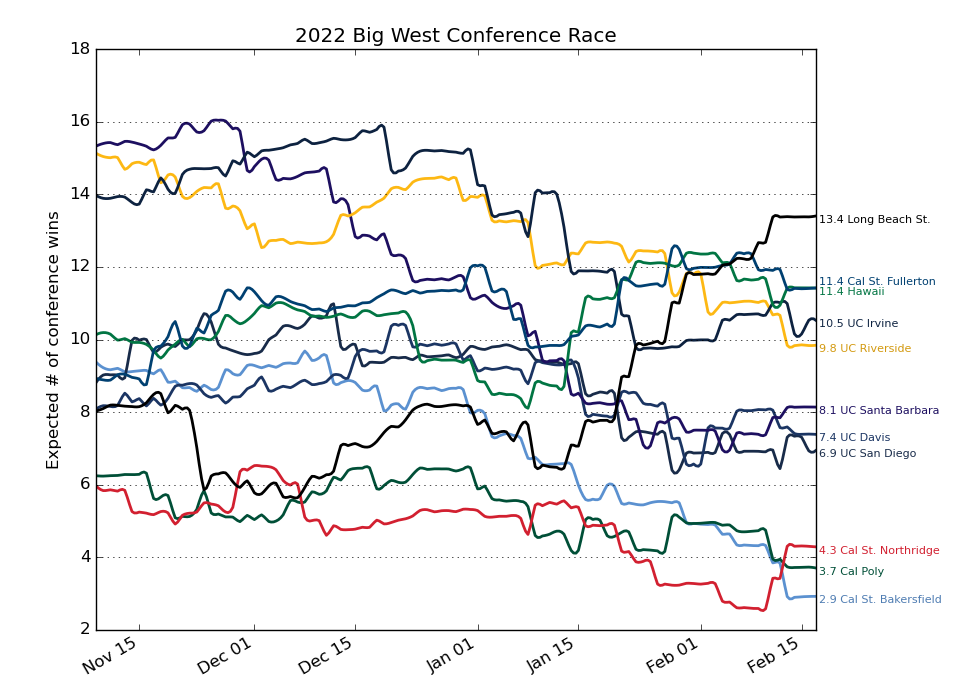 2022 Big West Conference Race
Expected # of conference wins
18
16
14
12
10
8
6
4
2
13.4 Long Beach St.
11.4 Cal St. Fullerton
11.4 Hawaii
10.5 UC Irvine
9.8 UC Riverside
8.1 UC Santa Barbara
7.4 UC Davis
6.9 UC San Diego
4.3 Cal St. Northridge
3.7 Cal Poly
2.9 Cal St. Bakersfield
Nov 15
Dec 01
Dec 15
Jan 01
Jan 15
Feb 01
Feb 15